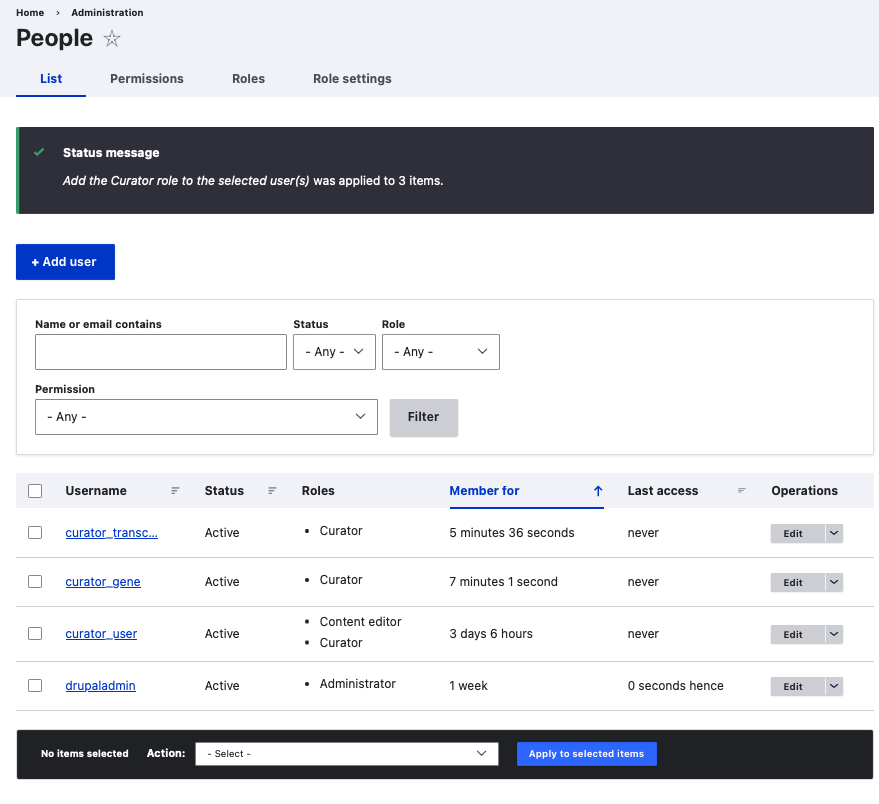 Home › Administration
People
List Permissions Roles Role settings
Status message
Add the Curator role to the selected user(s) was applied to 3 items.
+ Add user
Name or email contains Status Role
- Any - - Any -
Permission
- Any - Filter
Username Status Roles Member for Last access Operations
curator_transc... Active • Curator 5 minutes 36 seconds never Edit
curator_gene Active • Curator 7 minutes 1 second never Edit
• Content editor
curator_user Active • Curator 3 days 6 hours never Edit
drupaladmin Active • Administrator 1 week 0 seconds hence Edit
No items selected Action: - Select - Apply to selected items